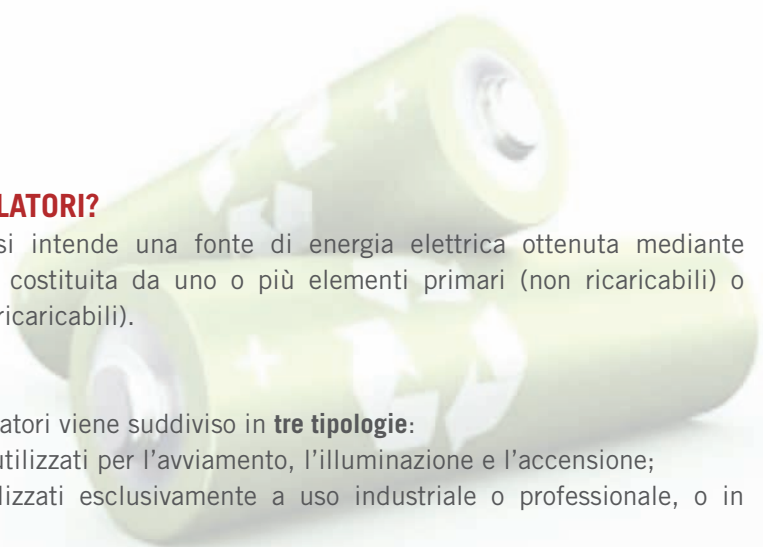 LATORI?
si intende una fonte di energia elettrica ottenuta mediante
costituita da uno o più elementi primari (non ricaricabili) o
ricaricabili).
atori viene suddiviso in tre tipologie:
utilizzati per l'avviamento, l'illuminazione e l'accensione;
lizzati esclusivamente a uso industriale o professionale, o in